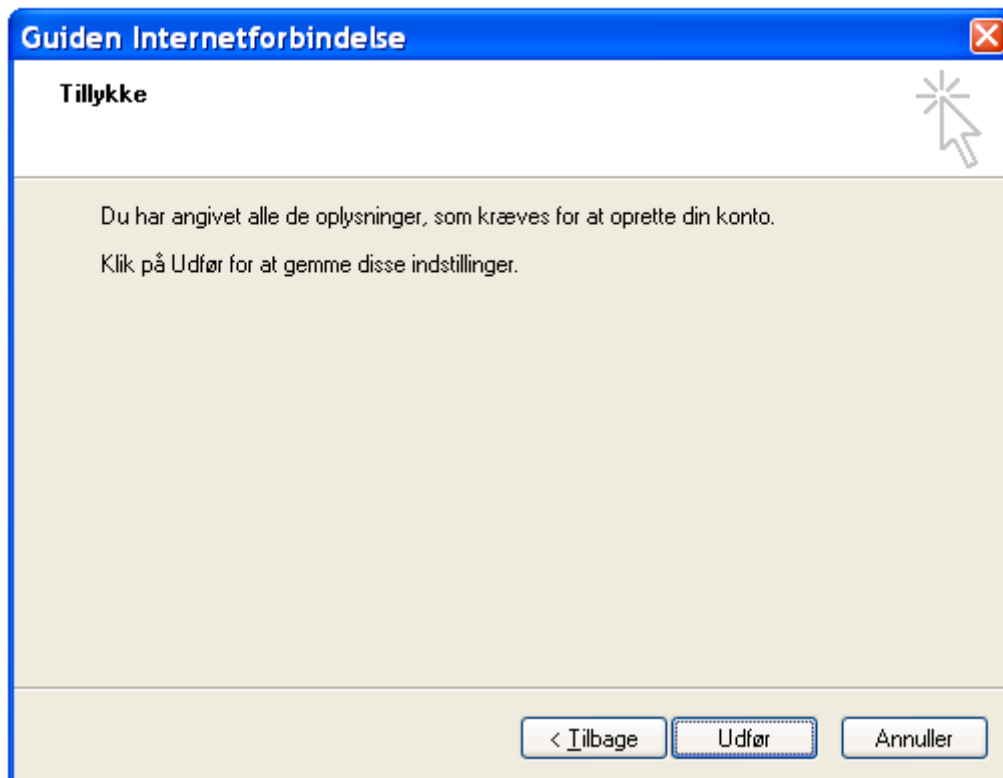 Guiden Internetforbindelse
Tillykke
Du har angivet alle de oplysninger, som kræves for at oprette din konto.
Klik på Udfør for at gemme disse indstillinger.
< Tilbage
Udfør
Annuller